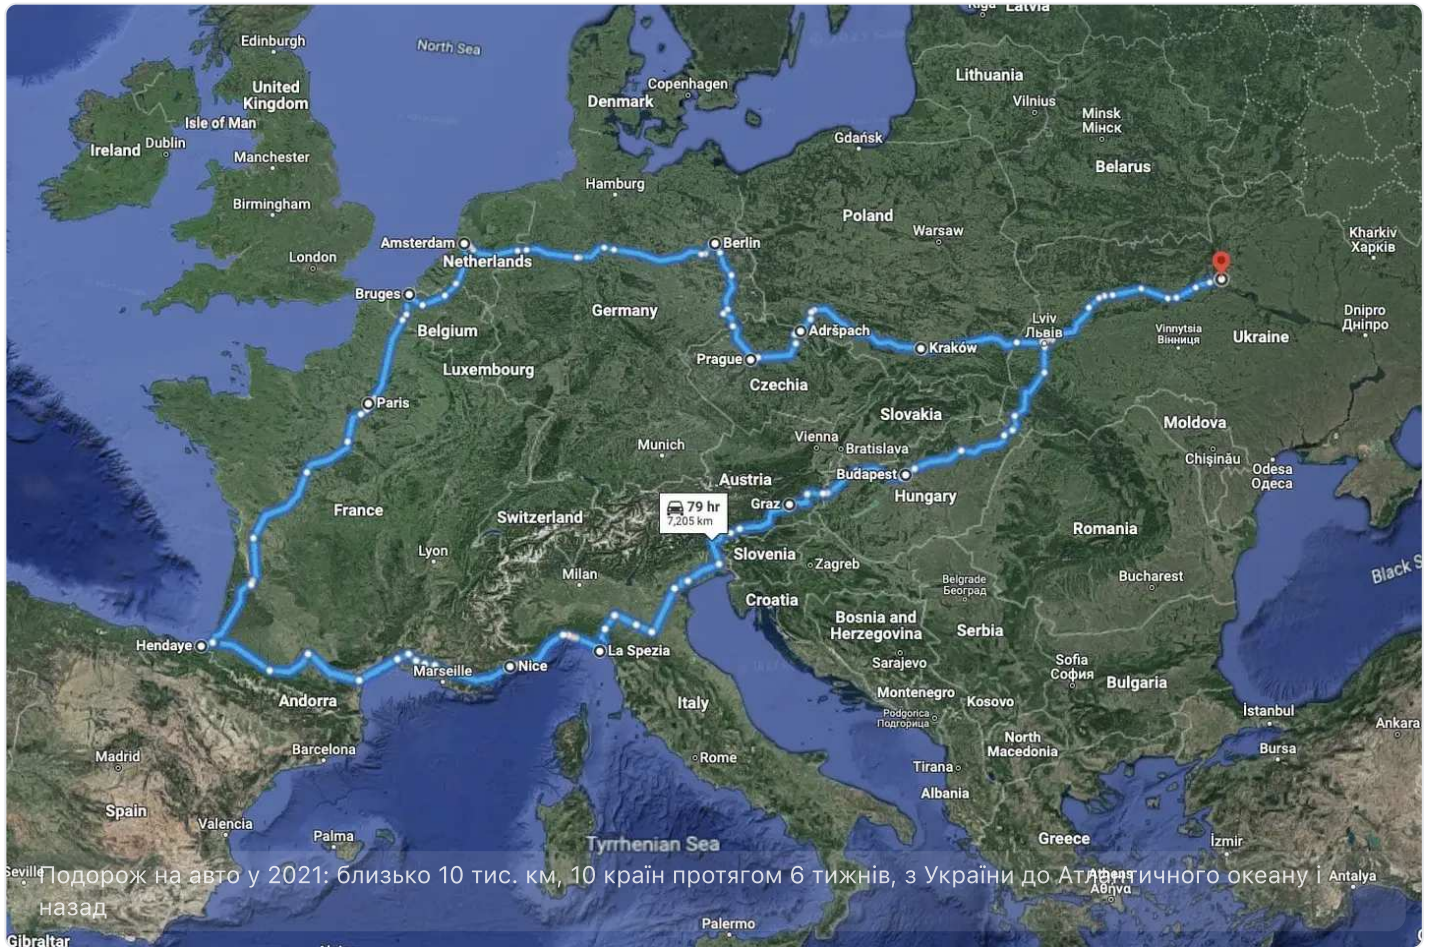 Riga
Latvia
Edinburgh
North Sea
Copenhagen
Lithuania
Denmark
Vilnius
United
Kingdom
Minsk
Мінск
Isle of Man
Ireland
Dublin
Gdańsk
Manchester
Belarus
Hamburg
Birmingham
Poland
Warsaw
Kharkiv
Харків
Amsterdam
Berlin
London
Netherlands
Bruges
Germany
Lviv
Львів
Dnipro
Дніпро
Belgium
Adršpach
Vinnytsia
Вінниця
Ukraine
Prague
Kraków
Luxembourg
Czechia
Paris
Slovakia
Moldova
Munich
Vienna
Bratislava
Chișinău
Odesa
Одеса
Austria
Budapest
Hungary
79 hr
7,205 km
Graz
France
Switzerland
Romania
Lyon
Slovenia
Zagreb
Milan
Belgrade
Београд
Bucharest
Black S
Croatia
Bosnia and
Herzegovina
Serbia
Hendaye
La Spezia
Nice
Marseille
Sarajevo
Sofia
София
Bulgaria
Andorra
Italy
Montenegro
Kosovo
Podgorica
Подгорица
İstanbul
Ankara
Madrid
Barcelona
North
Macedonia
Bursa
Rome
Tirana
Albania
Spain
Valencia
Palma
Tyrrhenian Sea
Greece
İzmir
Seville
Подорож на авто у 2021: близько 10 тис. км, 10 країн протягом 6 тижнів, з України до Атлантичного океану і
назад
Athens
Αθήνα
Antalya
Palermo
Gibraltar